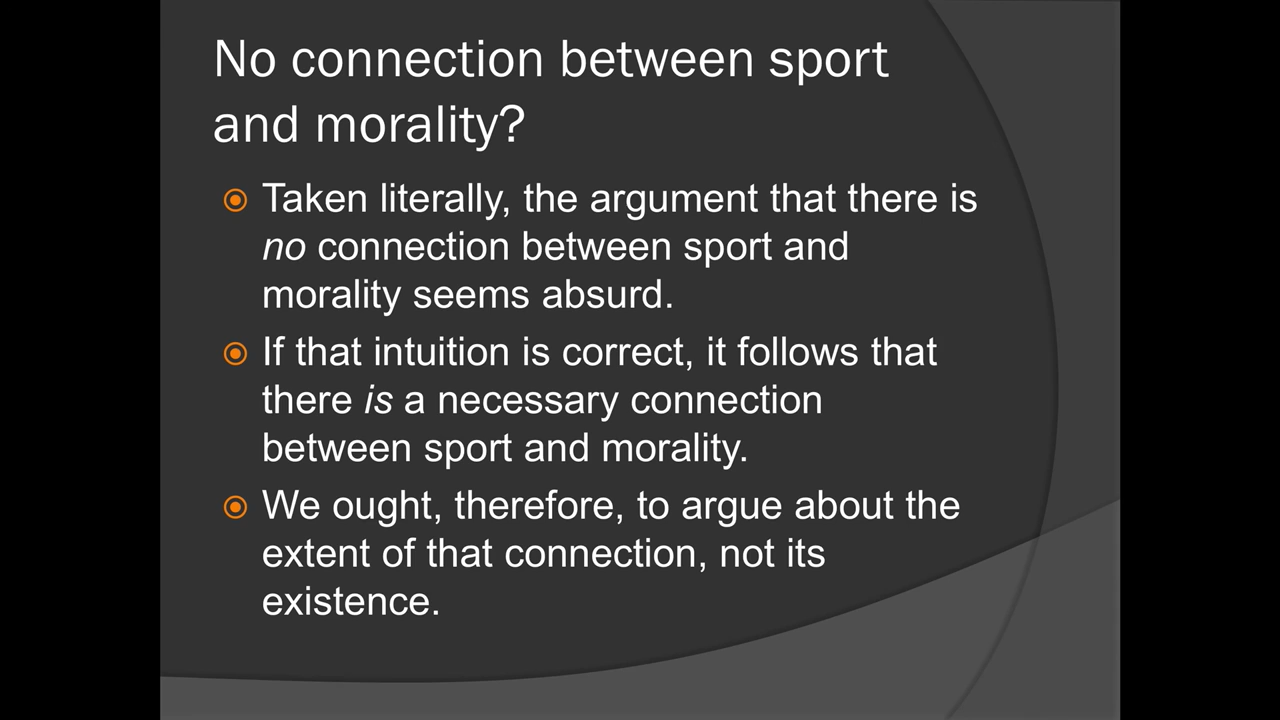 No connection between sport
and morality?
Taken literally, the argument that there is
no connection between sport and
morality seems absurd.
If that intuition is correct, it follows that
there is a necessary connection
between sport and morality.
We ought, therefore, to argue about the
extent of that connection, not its
existence.